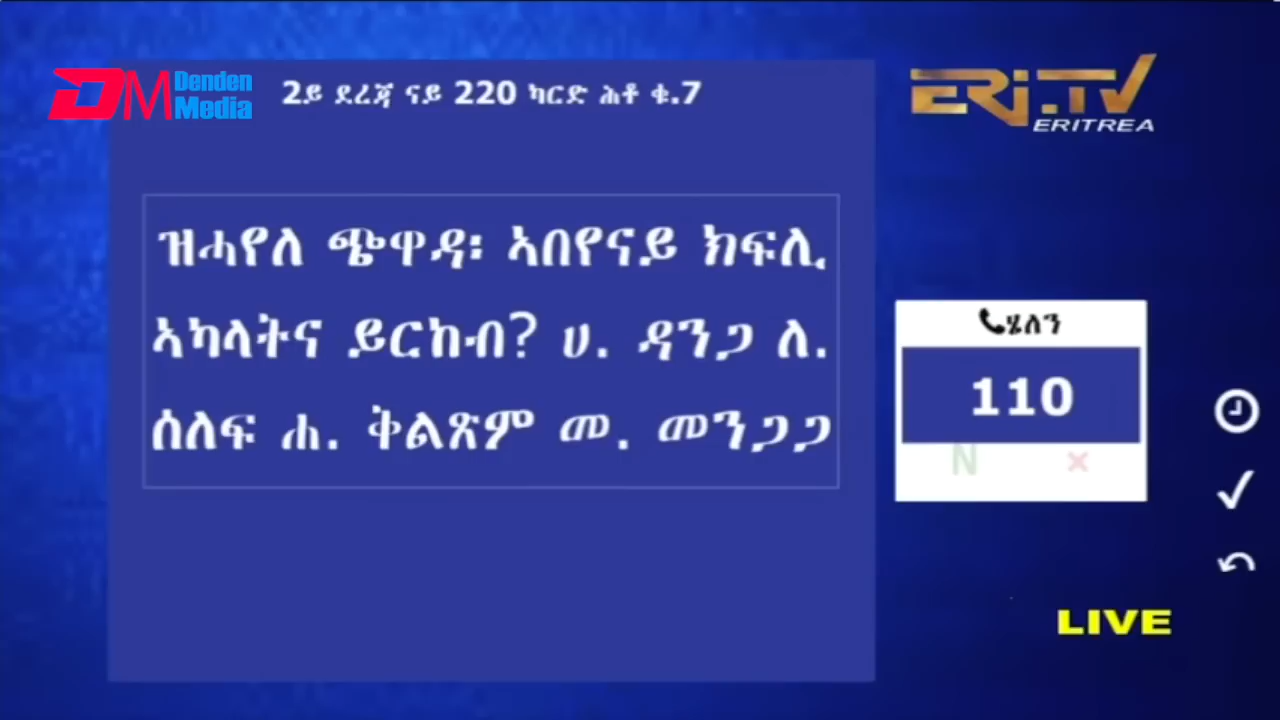 DM Denden Media
2ይ ደረጃ ናይ 220 ካርድ ሕቶ ቁ.7
ERi.TV
ERITREA
ዝሓየለ ጭዋዳ፡ ኣበየናይ ክፍሊ
ኣካላትና ይርከብ? ሀ. ዳንጋ ለ.
ሰለፍ ሐ. ቅልጽም መ. መንጋጋ
ሄለን
110
N ×
LIVE